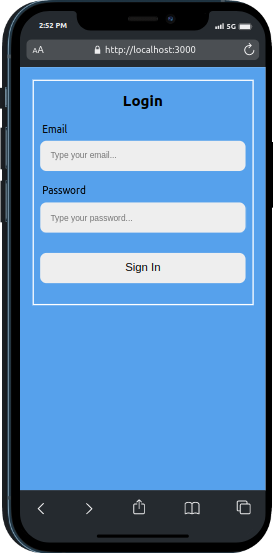 2:52 PM 5G
AA http://localhost:3000
Login
Email
Type your email...
Password
Type your password...
Sign In